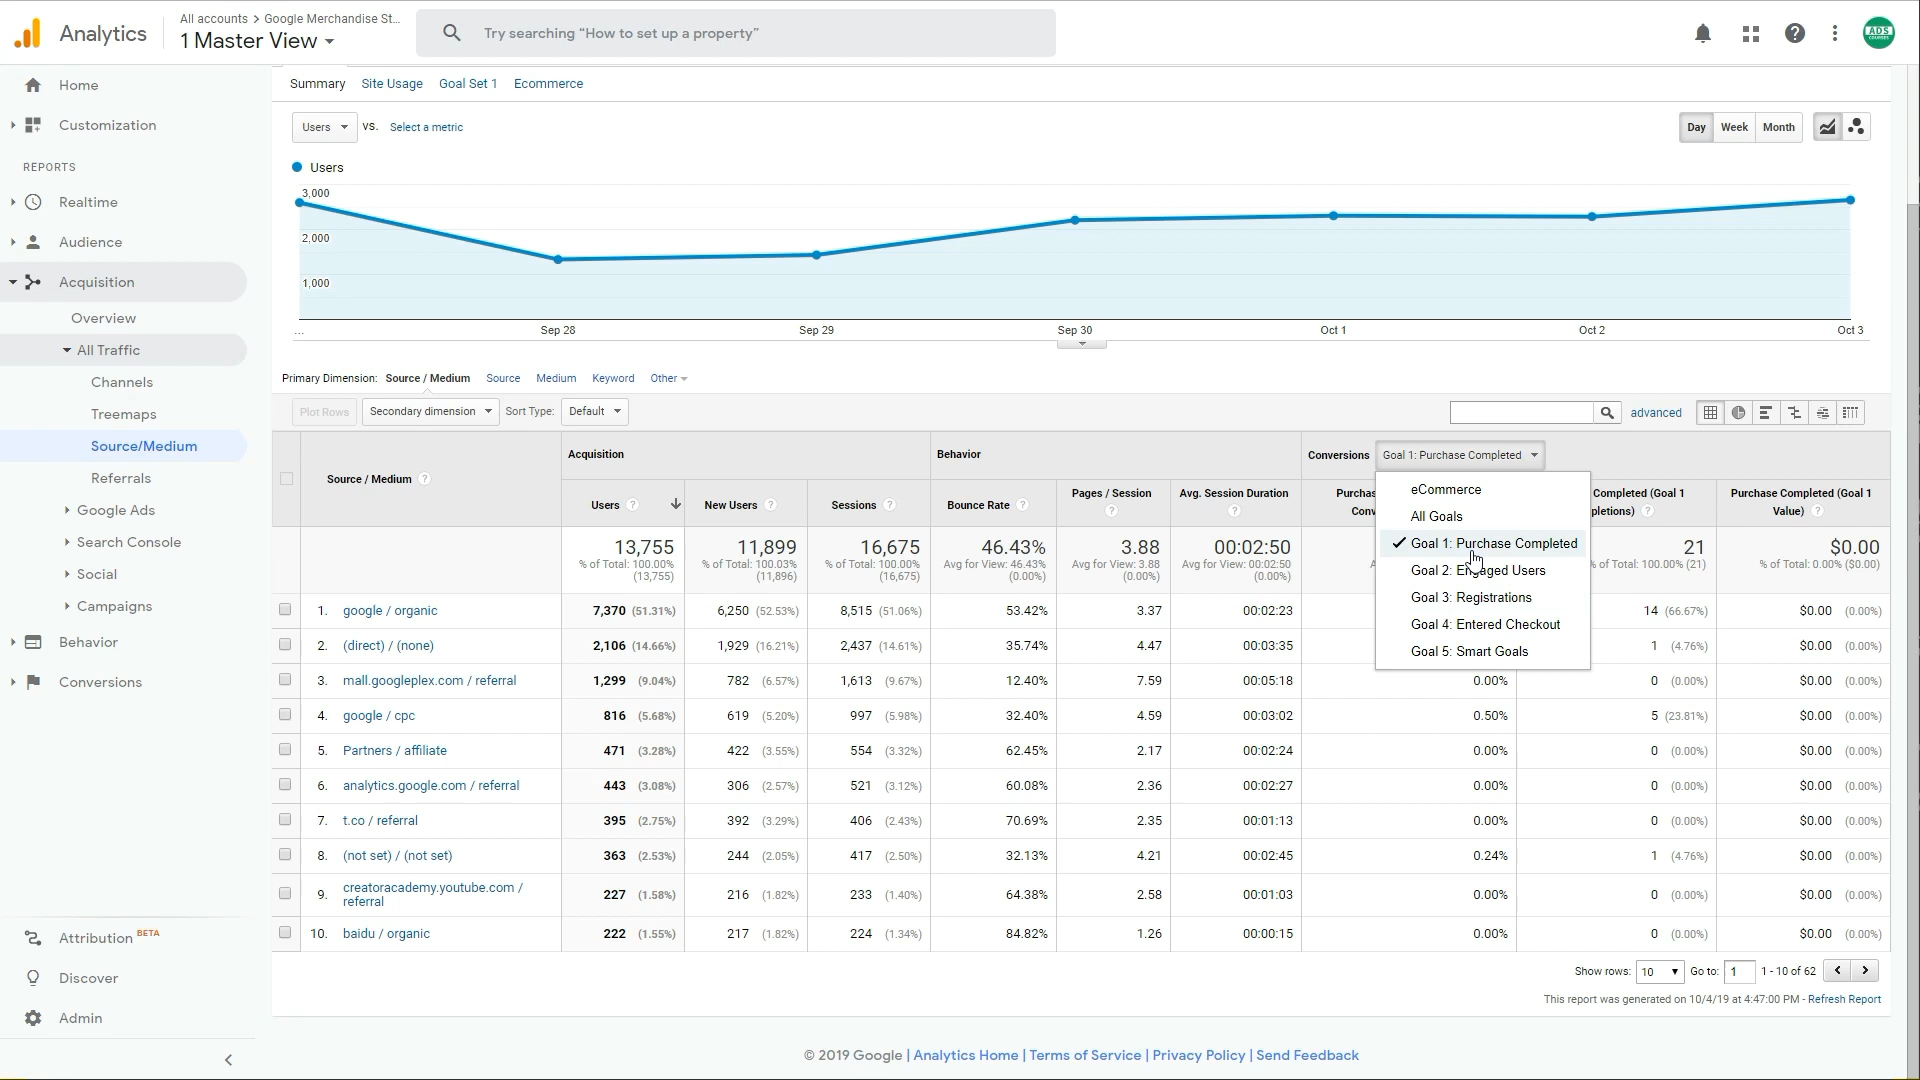 Analytics
All accounts > Google Merchandise St...
1 Master View
Try searching “How to set up a property”
ADS
COURSES
Home
Customization
REPORTS
Realtime
Audience
Acquisition
Overview
All Traffic
Channels
Treemaps
Source/Medium
Referrals
Google Ads
Search Console
Social
Campaigns
Behavior
Conversions
Attribution BETA
Discover
Admin
Summary Site Usage Goal Set 1 Ecommerce
Users VS. Select a metric
Day Week Month
Users
3,000
2,000
1,000
... Sep 28 Sep 29 Sep 30 Oct 1 Oct 2 Oct 3
Primary Dimension: Source / Medium Source Medium Keyword Other
Plot Rows Secondary dimension Sort Type: Default advanced
Acquisition Behavior Conversions Goal 1: Purchase Completed
Source / Medium ? Users ? New Users ? Sessions ? Bounce Rate ? Pages / Session ? Avg. Session Duration ? Completed (Goal 1 Purchase Completed (Goal 1 Value) ?
eCommerce
All Goals
Goal 1: Purchase Completed
Goal 2: Engaged Users
Goal 3: Registrations
Goal 4: Entered Checkout
Goal 5: Smart Goals
13,755 11,899 16,675 46.43% 3.88 00:02:50 21 $0.00
% of Total: 100.00% % of Total: 100.03% % of Total: 100.00% Avg for View: 46.43% Avg for View: 3.88 Avg for View: 00:02:50 of Total: 100.00% (21) % of Total: 0.00% ($0.00)
(13,755) (11,896) (16,675) (0.00%) (0.00%) (0.00%)
1. google / organic 7,370 (51.31%) 6,250 (52.53%) 8,515 (51.06%) 53.42% 3.37 00:02:23 14 (66.67%) $0.00 (0.00%)
2. (direct) / (none) 2,106 (14.66%) 1,929 (16.21%) 2,437 (14.61%) 35.74% 4.47 00:03:35 1 (4.76%) $0.00 (0.00%)
3. mall.googleplex.com / referral 1,299 (9.04%) 782 (6.57%) 1,613 (9.67%) 12.40% 7.59 00:05:18 0.00% 0 (0.00%) $0.00 (0.00%)
4. google / cpc 816 (5.68%) 619 (5.20%) 997 (5.98%) 32.40% 4.59 00:03:02 0.50% 5 (23.81%) $0.00 (0.00%)
5. Partners / affiliate 471 (3.28%) 422 (3.55%) 554 (3.32%) 62.45% 2.17 00:02:24 0.00% 0 (0.00%) $0.00 (0.00%)
6. analytics.google.com / referral 443 (3.08%) 306 (2.57%) 521 (3.12%) 60.08% 2.36 00:02:27 0.00% 0 (0.00%) $0.00 (0.00%)
7. t.co / referral 395 (2.75%) 392 (3.29%) 406 (2.43%) 70.69% 2.35 00:01:13 0.00% 0 (0.00%) $0.00 (0.00%)
8. (not set) / (not set) 363 (2.53%) 244 (2.05%) 417 (2.50%) 32.13% 4.21 00:02:45 0.24% 1 (4.76%) $0.00 (0.00%)
9. creatoracademy.youtube.com / referral 227 (1.58%) 216 (1.82%) 233 (1.40%) 64.38% 2.58 00:01:03 0.00% 0 (0.00%) $0.00 (0.00%)
10. baidu / organic 222 (1.55%) 217 (1.82%) 224 (1.34%) 84.82% 1.26 00:00:15 0.00% 0 (0.00%) $0.00 (0.00%)
Show rows: 10 Go to: 1 1 - 10 of 62
This report was generated on 10/4/19 at 4:47:00 PM - Refresh Report
© 2019 Google | Analytics Home | Terms of Service | Privacy Policy | Send Feedback